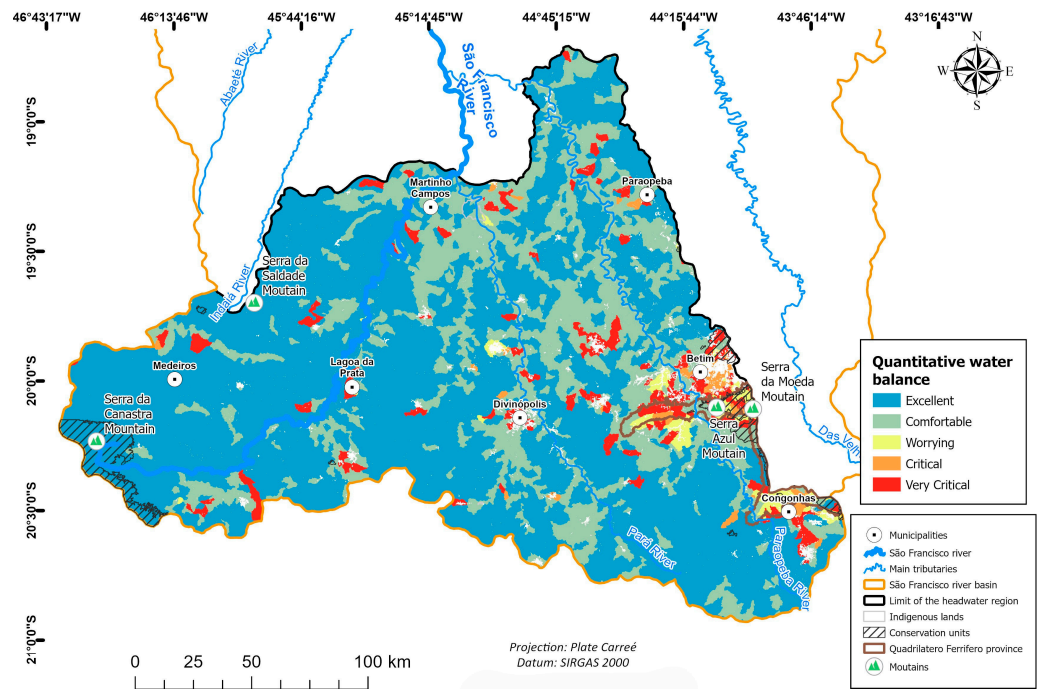 46°43'17"W
46°13'46"W
45°44'16"W
45°14'45"W
44°45'15"W
44°15'44"W
43°46'14"W
43°16'43"W
19°0'0"S
19°30'0"S
20°0'0"S
20°30'0"S
21°0'0"S
N
W
E
S
Abaeté River
Indaiá River
São Francisco
River
Martinho
Campos
Paraopeba
Serra da
Saldade
Moutain
Medeiros
Lagoa da
Prata
Betim
Serra
da Moeda
Moutain
Serra da
Canastra
Mountain
Divinópolis
Serra
Azul
Moutain
Das Velh
Congonhas
Pará River
Paraopeba River
Quantitative water
balance
Excellent
Comfortable
Worrying
Critical
Very Critical
Municipalities
São Francisco river
Main tributaries
São Francisco river basin
Limit of the headwater region
Indigenous lands
Conservation units
Quadrilatero Ferrifero province
Moutains
0 25 50 100 km
Projection: Plate Carreé
Datum: SIRGAS 2000